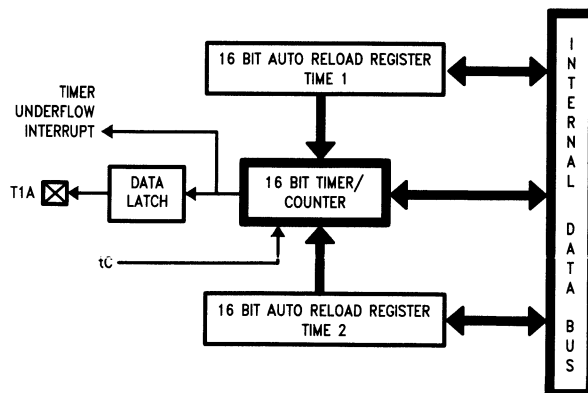 16 BIT AUTO RELOAD REGISTER
TIME 1
TIMER
UNDERFLOW
INTERRUPT
T1A
DATA
LATCH
16 BIT TIMER/
COUNTER
tC
16 BIT AUTO RELOAD REGISTER
TIME 2
INTERNAL DATA BUS